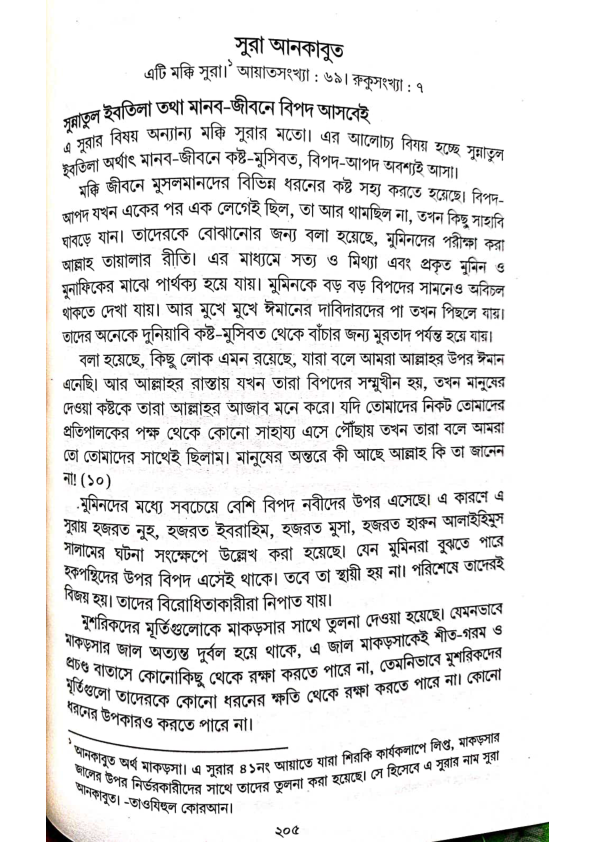 সুরা আনকাবুত
এটি মক্কি সুরা।¹ আয়াতসংখ্যা : ৬৯। রুকুসংখ্যা : ৭
সুন্নাতুল ইবতিলা তথা মানব-জীবনে বিপদ আসবেই
এ সুরার বিষয় অন্যান্য মক্কি সুরার মতো। এর আলোচ্য বিষয় হচ্ছে সুন্নাতুল
ইবতিলা অর্থাৎ মানব-জীবনে কষ্ট-মুসিবত, বিপদ-আপদ অবশ্যই আসা।
মক্কি জীবনে মুসলমানদের বিভিন্ন ধরনের কষ্ট সহ্য করতে হয়েছে। বিপদ-
আপদ যখন একের পর এক লেগেই ছিল, তা আর থামছিল না, তখন কিছু সাহাবি
ঘাবড়ে যান। তাদেরকে বোঝানোর জন্য বলা হয়েছে, মুমিনদের পরীক্ষা করা
আল্লাহ তায়ালার রীতি। এর মাধ্যমে সত্য ও মিথ্যা এবং প্রকৃত মুমিন ও
মুনাফিকের মাঝে পার্থক্য হয়ে যায়। মুমিনকে বড় বড় বিপদের সামনেও অবিচল
থাকতে দেখা যায়। আর মুখে মুখে ঈমানের দাবিদারদের পা তখন পিছলে যায়।
তাদের অনেকে দুনিয়াবি কষ্ট-মুসিবত থেকে বাঁচার জন্য মুরতাদ পর্যন্ত হয়ে যায়।
বলা হয়েছে, কিছু লোক এমন রয়েছে, যারা বলে আমরা আল্লাহর উপর ঈমান
এনেছি। আর আল্লাহর রাস্তায় যখন তারা বিপদের সম্মুখীন হয়, তখন মানুষের
দেওয়া কষ্টকে তারা আল্লাহর আজাব মনে করে। যদি তোমাদের নিকট তোমাদের
প্রতিপালকের পক্ষ থেকে কোনো সাহায্য এসে পৌঁছায় তখন তারা বলে আমরা
তো তোমাদের সাথেই ছিলাম। মানুষের অন্তরে কী আছে আল্লাহ কি তা জানেন
না! (১০)
মুমিনদের মধ্যে সবচেয়ে বেশি বিপদ নবীদের উপর এসেছে। এ কারণে এ
সুরায় হজরত নুহ, হজরত ইবরাহিম, হজরত মুসা, হজরত হারুন আলাইহিমুস
সালামের ঘটনা সংক্ষেপে উল্লেখ করা হয়েছে। যেন মুমিনরা বুঝতে পারে
হকপন্থিদের উপর বিপদ এসেই থাকে। তবে তা স্থায়ী হয় না। পরিশেষে তাদেরই
বিজয় হয়। তাদের বিরোধিতাকারীরা নিপাত যায়।
মুশরিকদের মূর্তিগুলোকে মাকড়সার সাথে তুলনা দেওয়া হয়েছে। যেমনভাবে
মাকড়সার জাল অত্যন্ত দুর্বল হয়ে থাকে, এ জাল মাকড়সাকেই শীত-গরম ও
প্রচণ্ড বাতাসে কোনোকিছু থেকে রক্ষা করতে পারে না, তেমনিভাবে মুশরিকদের
মূর্তিগুলো তাদেরকে কোনো ধরনের ক্ষতি থেকে রক্ষা করতে পারে না। কোনো
ধরনের উপকারও করতে পারে না।
¹ আনকাবুত অর্থ মাকড়সা। এ সুরার ৪১নং আয়াতে যারা শিরকি কার্যকলাপে লিপ্ত, মাকড়সার
জালের উপর নির্ভরকারীদের সাথে তাদের তুলনা করা হয়েছে। সে হিসেবে এ সুরার নাম সুরা
আনকাবুত। -তাওযিহুল কোরআন।
২০৫